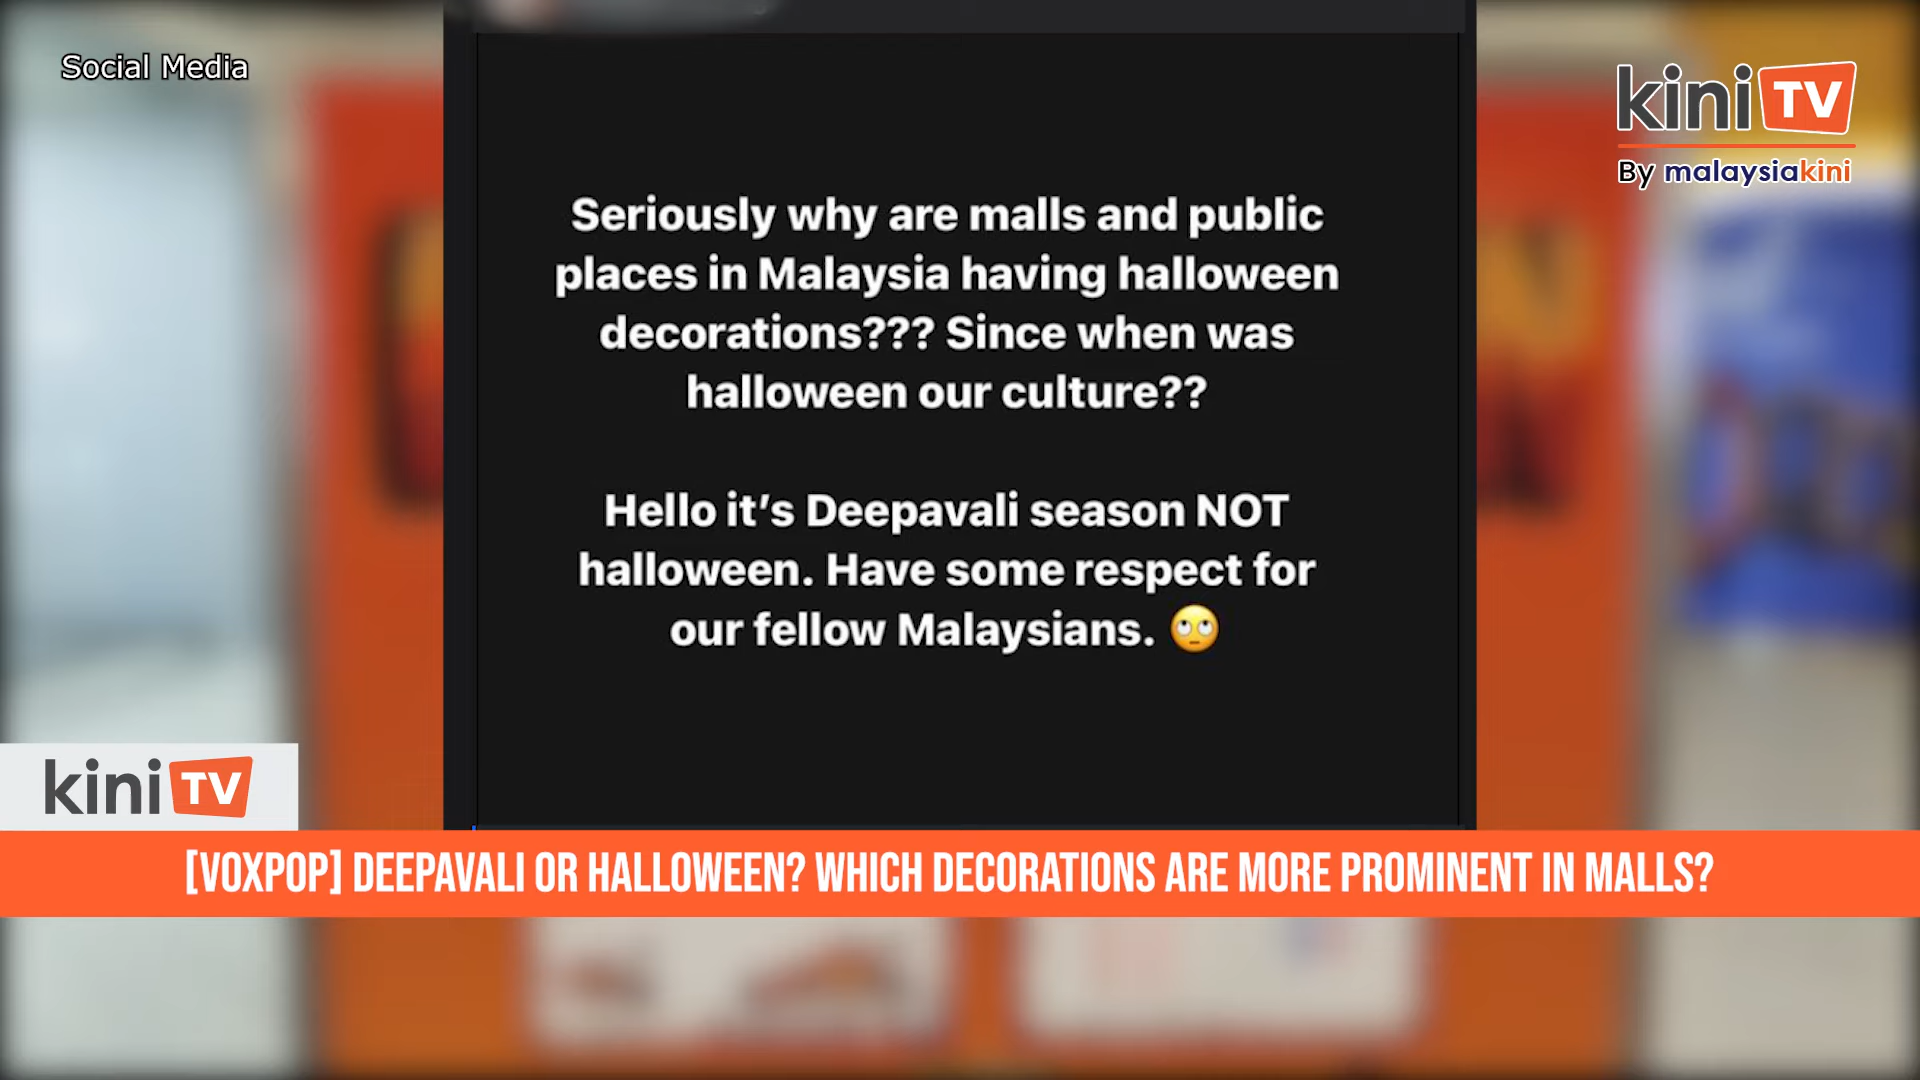 Social Media
kini TV
By malaysiakini
Seriously why are malls and public
places in Malaysia having halloween
decorations??? Since when was
halloween our culture??
Hello it's Deepavali season NOT
halloween. Have some respect for
our fellow Malaysians. 🙄
kini TV
[VOXPOP] DEEPAVALI OR HALLOWEEN? WHICH DECORATIONS ARE MORE PROMINENT IN MALLS?